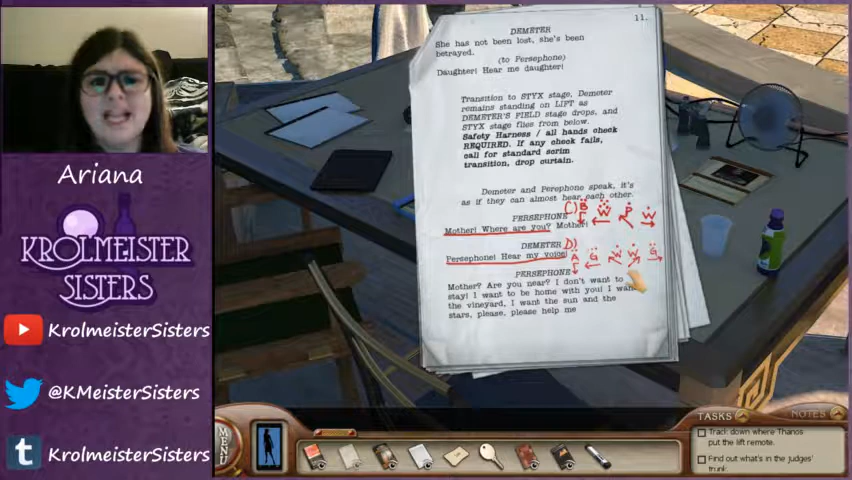 11.
DEMETER
She has not been lost, she's been
betrayed.
(to Persephone)
Daughter! Hear me daughter!
Transition to STYX stage, Demeter
remains standing on LIFT as
DEMETER'S FIELD stage drops, and
STYX stage flies from below.
Safety Harness / all hands check
REQUIRED. If any check fails,
call for standard scrim
transition, drop curtain.
Demeter and Perephone speak, it's
as if they can almost hear each other.
PERSEPHONE C) B W P W
Mother! Where are you? Mother!
DEMETER D)
Persephone! Hear my voice! A G W W G
PERSEPHONE
Mother? Are you near? I don't want to
stay! I want to be home with you! I wan
the vineyard, I want the sun and the
stars, please, please help me
Ariana
KROLMEISTER
SISTERS
KrolmeisterSisters
@KMeisterSisters
KrolmeisterSisters
MENU
TASKS
NOTES
Track down where Thanos
put the lift remote.
Find out what's in the judges'
trunk.